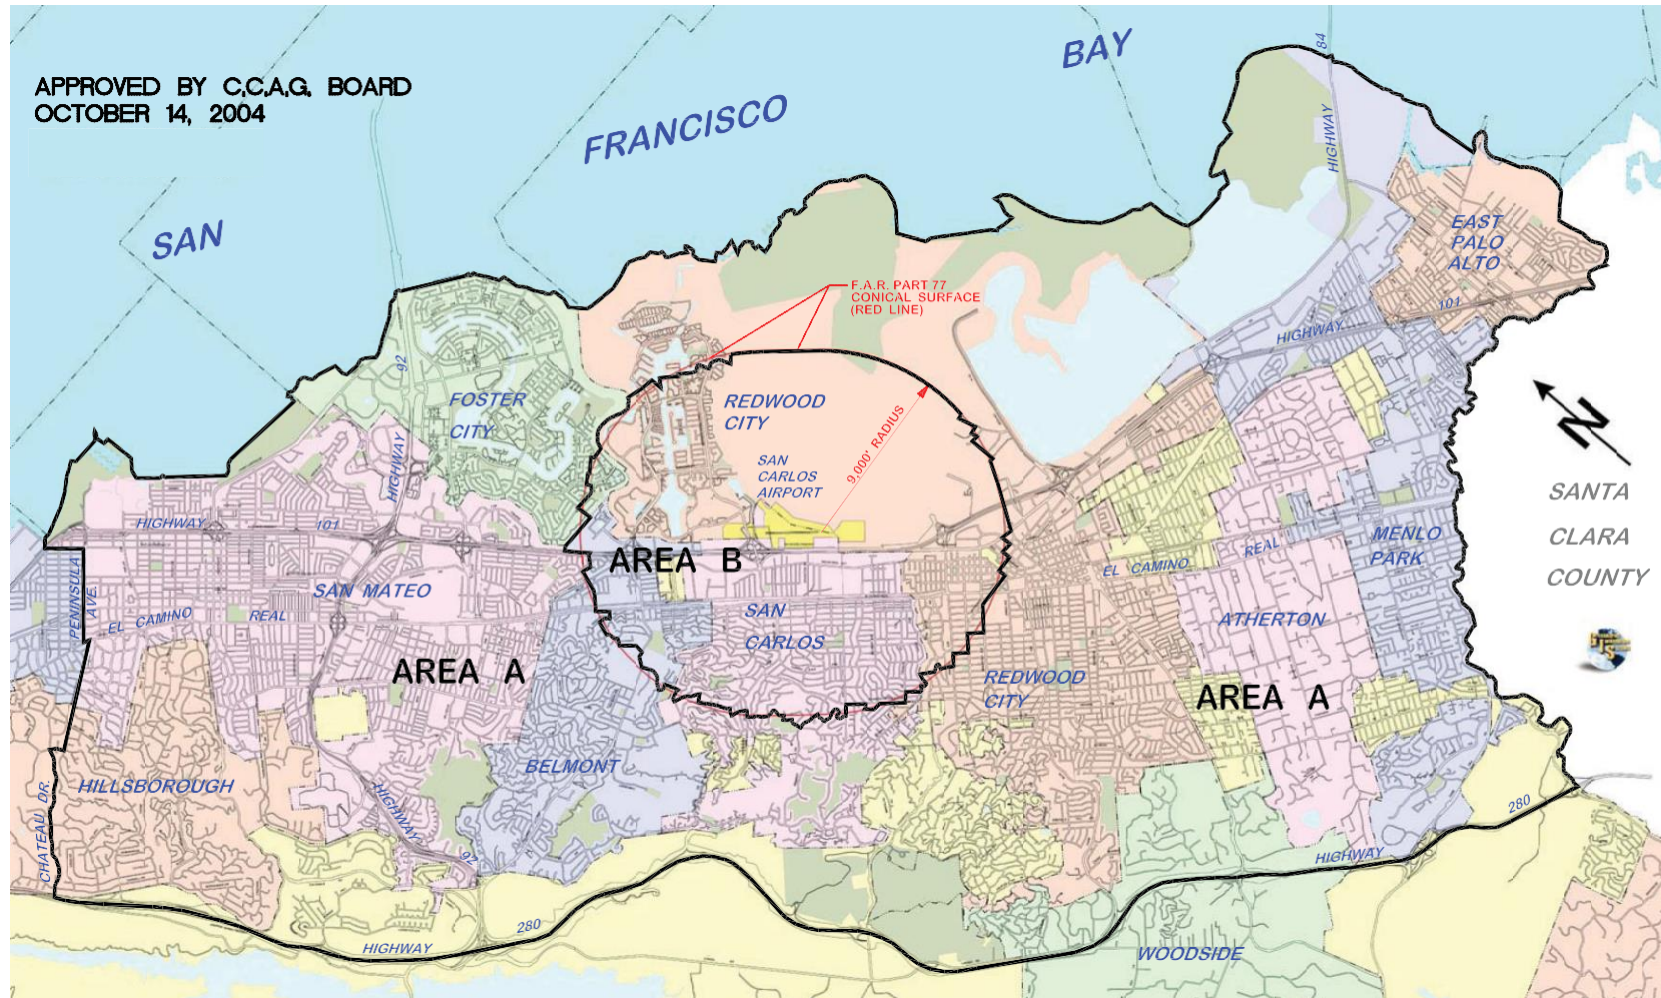 APPROVED BY C.C.A.G. BOARD
OCTOBER 14, 2004
SAN
FRANCISCO
BAY
HIGHWAY
84
EAST
PALO
ALTO
101
HIGHWAY
F.A.R. PART 77
CONICAL SURFACE
(RED LINE)
92
HIGHWAY
FOSTER
CITY
REDWOOD
CITY
SAN
CARLOS
AIRPORT
9,000' RADIUS
N
SANTA
CLARA
COUNTY
HIGHWAY
101
AREA B
MENLO
PARK
EL CAMINO
REAL
PENINSULA
AVE.
SAN MATEO
EL CAMINO
REAL
SAN
CARLOS
ATHERTON
AREA A
REDWOOD
CITY
AREA A
HILLSBOROUGH
BELMONT
CHATEAU DR.
HIGHWAY
92
280
HIGHWAY
HIGHWAY
280
WOODSIDE